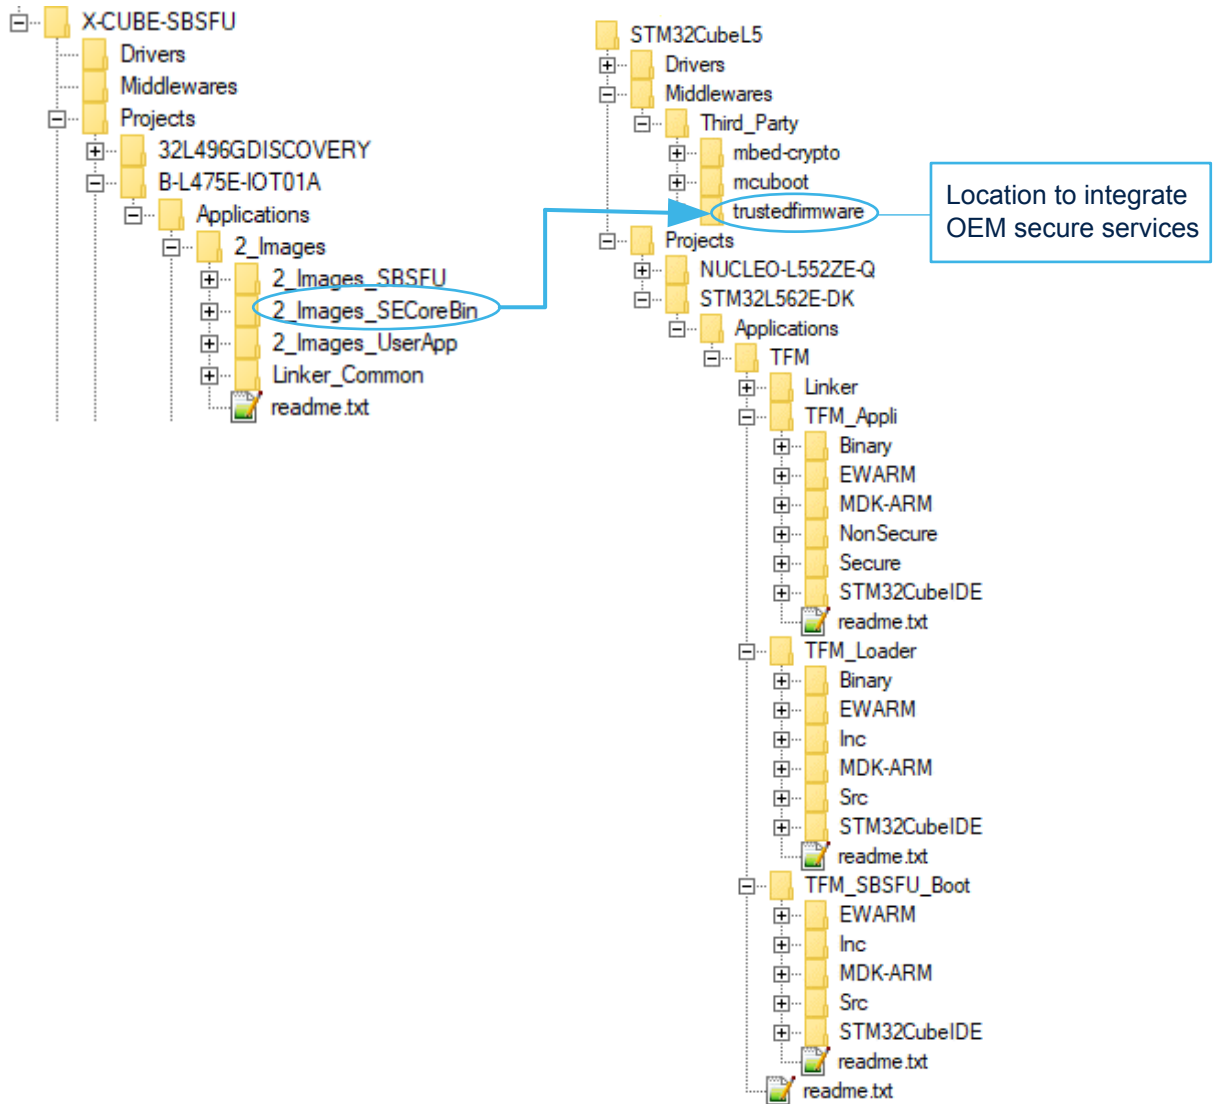 X-CUBE-SBSFU
Drivers
Middlewares
Projects
32L496GDISCOVERY
B-L475E-IOT01A
Applications
2_Images
2_Images_SBSFU
2_Images_SECoreBin
2_Images_UserApp
Linker_Common
readme.txt
STM32CubeL5
Drivers
Middlewares
Third_Party
mbed-crypto
mcuboot
trustedfirmware
Location to integrate
OEM secure services
Projects
NUCLEO-L552ZE-Q
STM32L562E-DK
Applications
TFM
Linker
TFM_Appli
Binary
EWARM
MDK-ARM
NonSecure
Secure
STM32CubeIDE
readme.txt
TFM_Loader
Binary
EWARM
Inc
MDK-ARM
Src
STM32CubeIDE
readme.txt
TFM_SBSFU_Boot
EWARM
Inc
MDK-ARM
Src
STM32CubeIDE
readme.txt
readme.txt